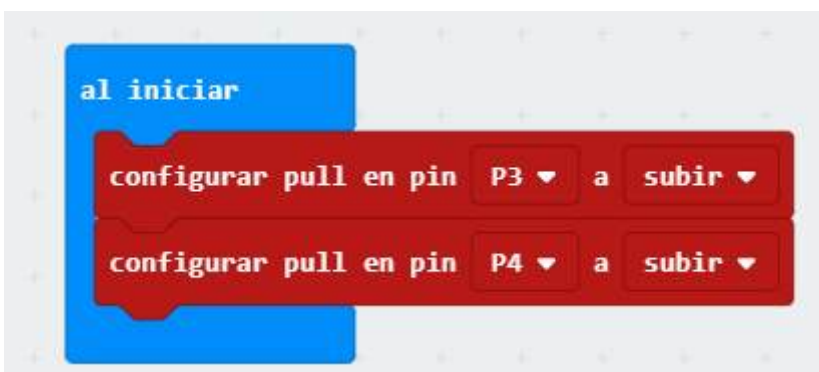 al iniciar
configurar pull en pin P3 a subir
configurar pull en pin P4 a subir